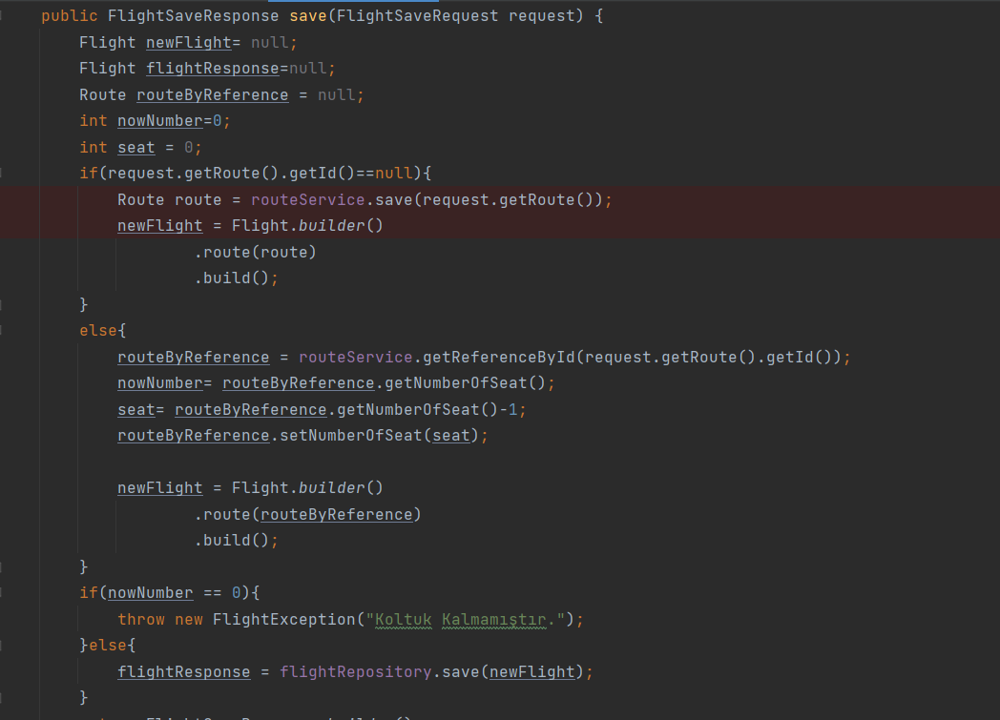 public FlightSaveResponse save(FlightSaveRequest request) {
Flight newFlight= null;
Flight flightResponse=null;
Route routeByReference = null;
int nowNumber=0;
int seat = 0;
if(request.getRoute().getId()==null){
Route route = routeService.save(request.getRoute());
newFlight = Flight.builder()
.route(route)
.build();
}
else{
routeByReference = routeService.getReferenceById(request.getRoute().getId());
nowNumber= routeByReference.getNumberOfSeat();
seat= routeByReference.getNumberOfSeat()-1;
routeByReference.setNumberOfSeat(seat);
newFlight = Flight.builder()
.route(routeByReference)
.build();
}
if(nowNumber == 0){
throw new FlightException("Koltuk Kalmamıştır.");
}else{
flightResponse = flightRepository.save(newFlight);
}